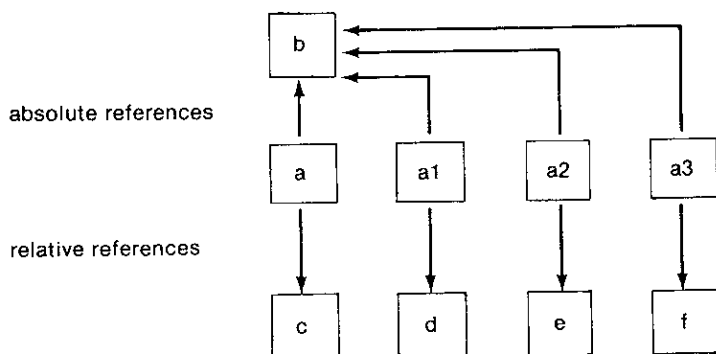 b
absolute references
a a1 a2 a3
relative references
c d e f